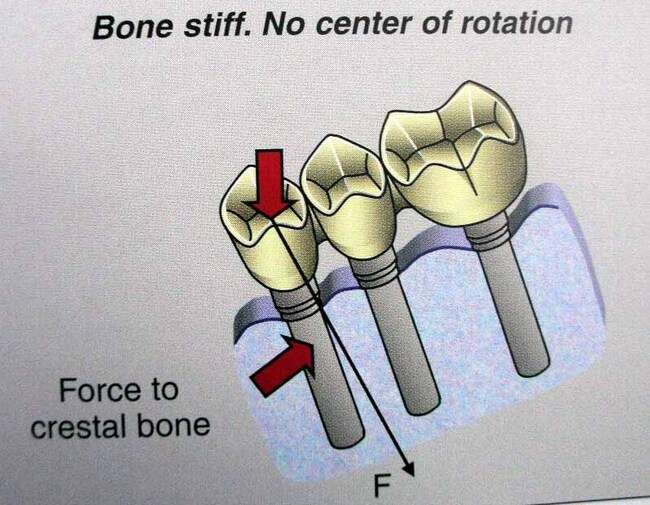 Bone stiff. No center of rotation
Force to
crestal bone
F